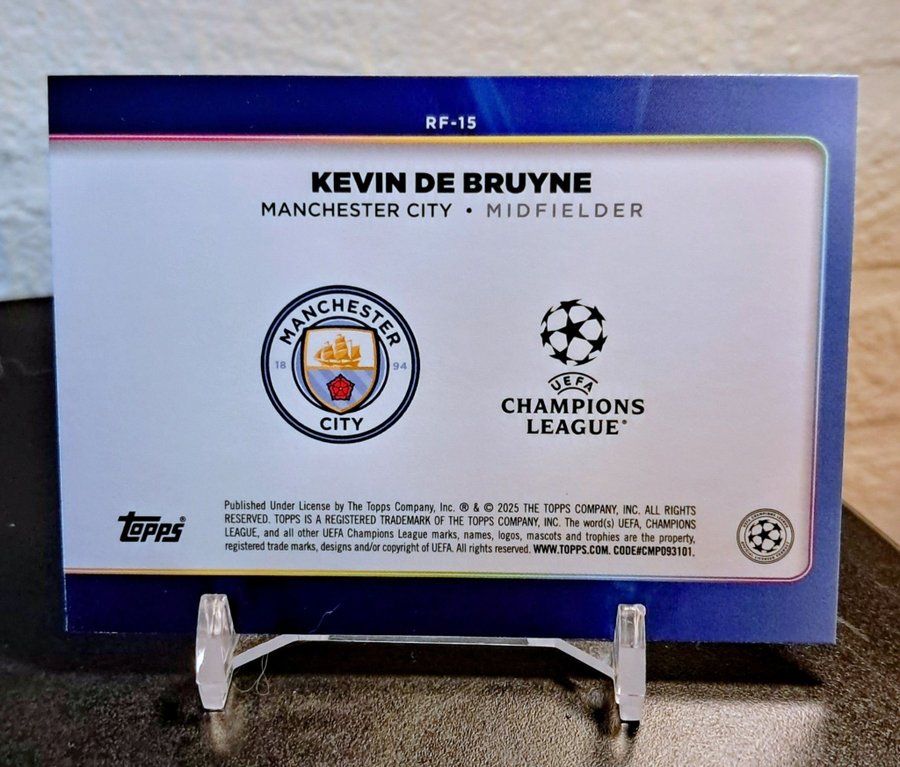 RF-15
KEVIN DE BRUYNE
MANCHESTER CITY • MIDFIELDER
MANCHESTER
18 94
CITY
UEFA
CHAMPIONS
LEAGUE®
topps®
Published Under License by The Topps Company, Inc. ® & © 2025 THE TOPPS COMPANY, INC. ALL RIGHTS
RESERVED. TOPPS IS A REGISTERED TRADEMARK OF THE TOPPS COMPANY, INC. The word(s) UEFA, CHAMPIONS
LEAGUE, and all other UEFA Champions League marks, names, logos, mascots and trophies are the property,
registered trade marks, designs and/or copyright of UEFA. All rights reserved. WWW.TOPPS.COM. CODE#CMP093101.